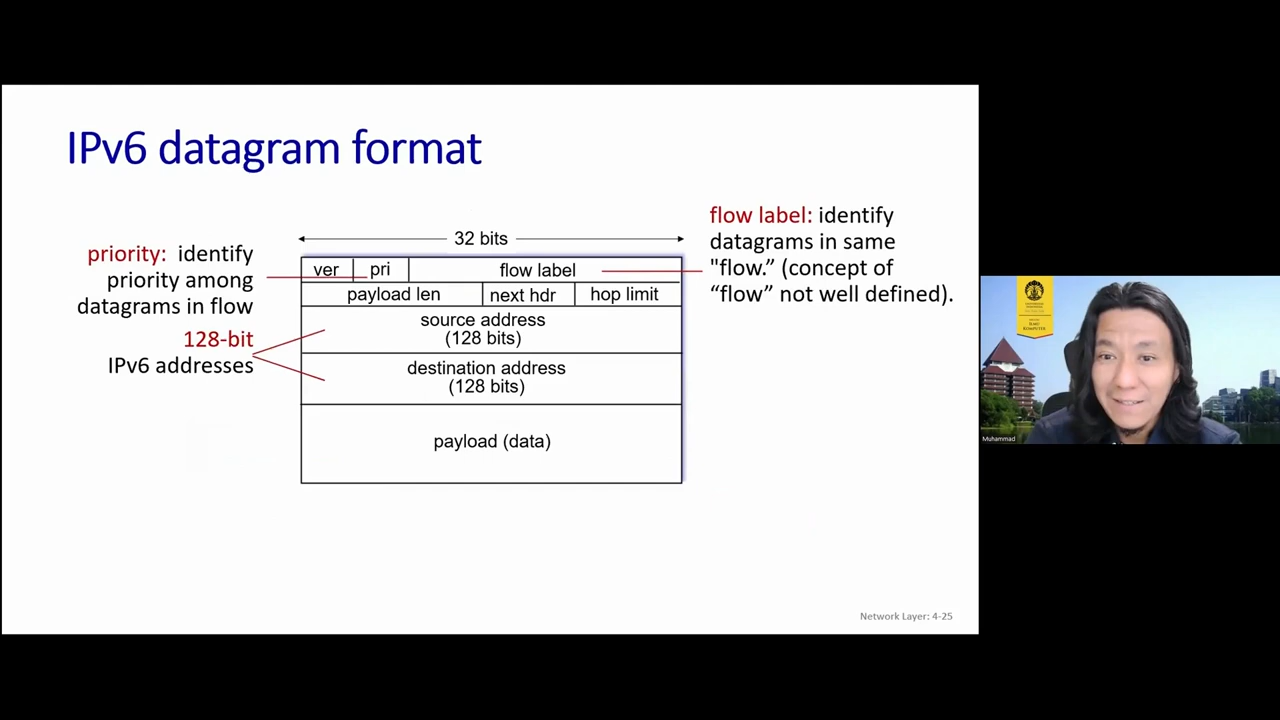 IPv6 datagram format
32 bits
priority: identify
priority among
datagrams in flow
128-bit
IPv6 addresses
ver
pri
flow label
payload len
next hdr
hop limit
source address
(128 bits)
destination address
(128 bits)
payload (data)
flow label: identify
datagrams in same
"flow.” (concept of
“flow” not well defined).
Network Layer: 4-25
ILMU
KOMPUTER
Muhammad